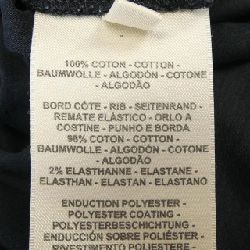 100% COTON - COTTON -
BAUMWOLLE - ALGODÓN - COTONE
- ALGODÃO
BORD CÔTE - RIB - SEITENRAND -
REMATE ELÁSTICO - ORLO A
COSTINE - PUNHO E BORDA
98% COTON - COTTON -
BAUMWOLLE - ALGODÓN - COTONE
- ALGODÃO
2% ELASTHANNE - ELASTANE -
ELASTHAN - ELASTAN - ELASTANO
ENDUCTION POLYESTER -
POLYESTER COATING -
POLYESTERBESCHICHTUNG -
ENDUCCIÓN SOBRE POLIÉSTER -
RIVESTIMENTO POLIESTERE -